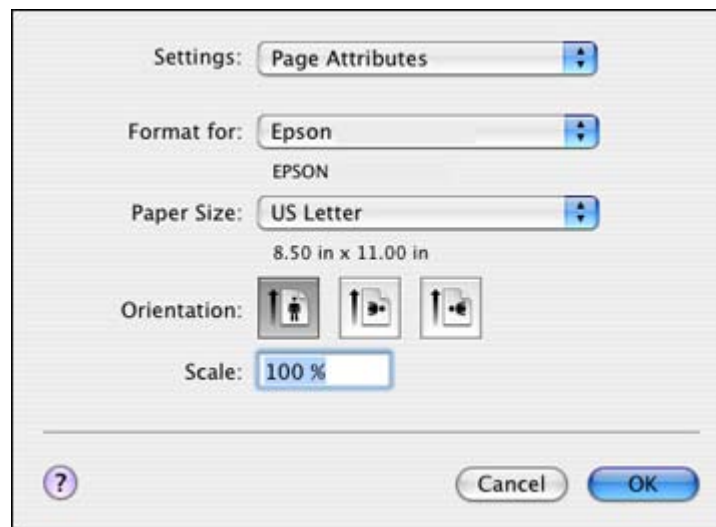 Settings: Page Attributes
Format for: Epson
EPSON
Paper Size: US Letter
8.50 in x 11.00 in
Orientation:
Scale: 100 %
? Cancel OK